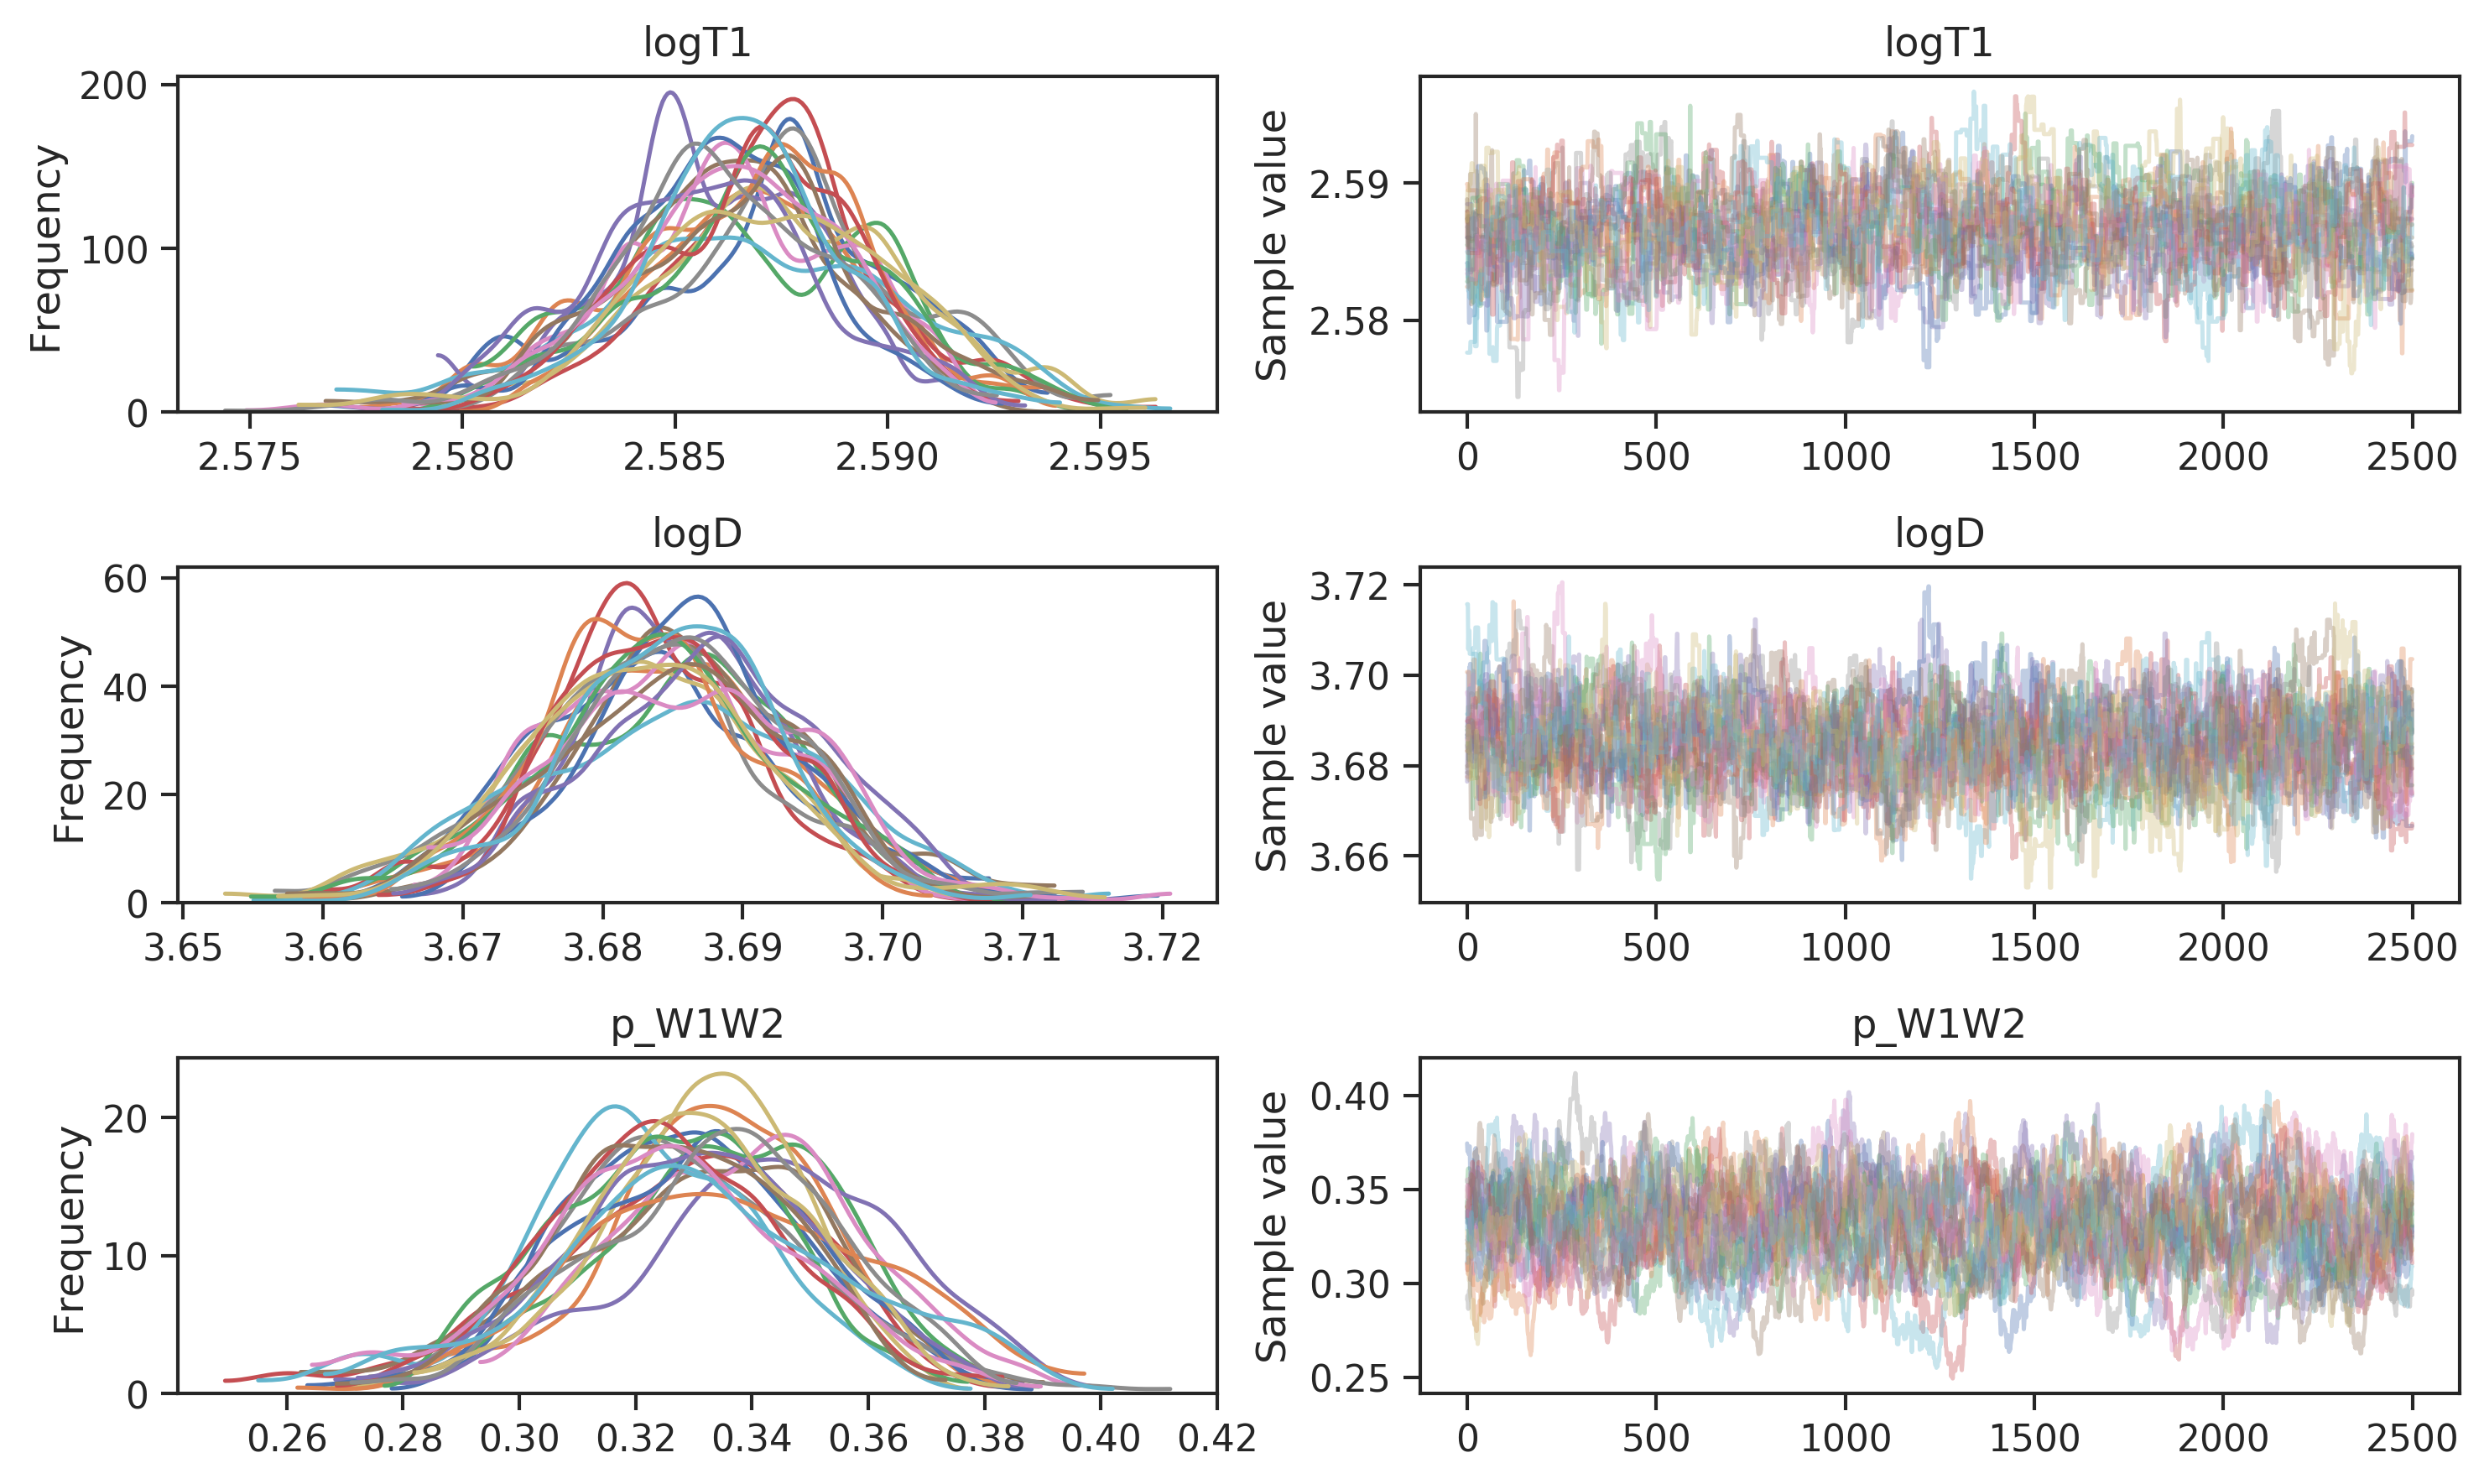 logT1
logT1
Frequency
200
100
0
2.575 2.580 2.585 2.590 2.595
Sample value
2.59
2.58
0 500 1000 1500 2000 2500
logD
logD
Frequency
60
40
20
0
3.65 3.66 3.67 3.68 3.69 3.70 3.71 3.72
Sample value
3.72
3.70
3.68
3.66
0 500 1000 1500 2000 2500
p_W1W2
p_W1W2
Frequency
20
10
0
0.26 0.28 0.30 0.32 0.34 0.36 0.38 0.40 0.42
Sample value
0.40
0.35
0.30
0.25
0 500 1000 1500 2000 2500